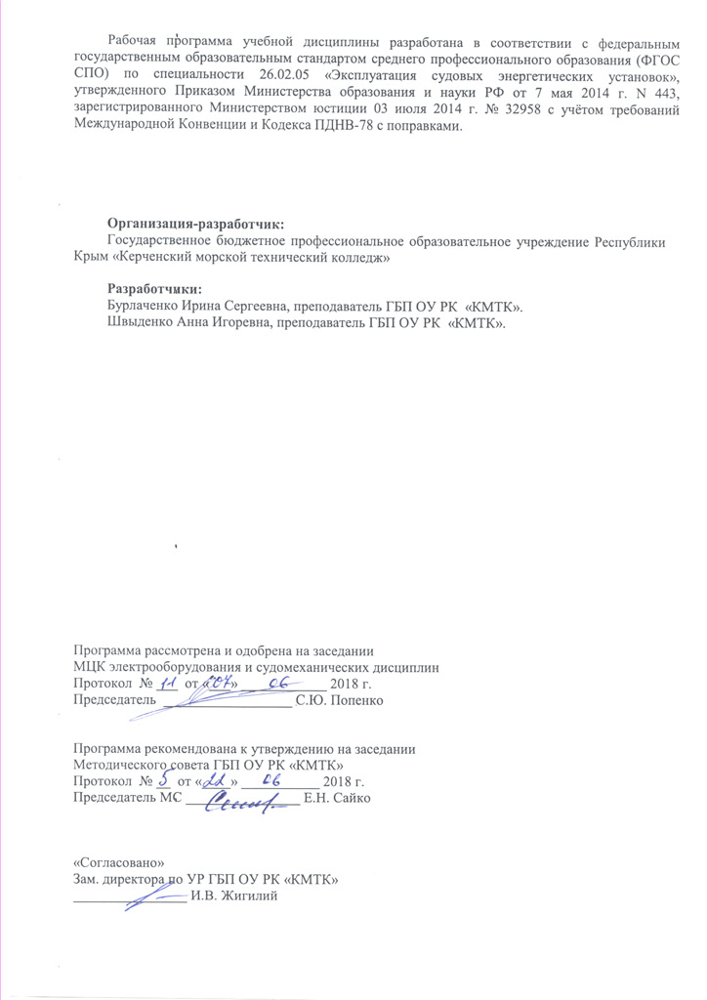 Рабочая программа учебной дисциплины разработана в соответствии с федеральным
государственным образовательным стандартом среднего профессионального образования (ФГОС
СПО) по специальности 26.02.05 «Эксплуатация судовых энергетических установок»,
утвержденного Приказом Министерства образования и науки РФ от 7 мая 2014 г. N 443,
зарегистрированного Министерством юстиции 03 июля 2014 г. № 32958 с учётом требований
Международной Конвенции и Кодекса ПДНВ-78 с поправками.
Организация-разработчик:
Государственное бюджетное профессиональное образовательное учреждение Республики
Крым «Керченский морской технический колледж»
Разработчики:
Бурлаченко Ирина Сергеевна, преподаватель ГБП ОУ РК «КМТК».
Швыденко Анна Игоревна, преподаватель ГБП ОУ РК «КМТК».
Программа рассмотрена и одобрена на заседании
МЦК электрооборудования и судомеханических дисциплин
Протокол № 11 от «07» 06 2018 г.
Председатель ____________________ С.Ю. Попенко
Программа рекомендована к утверждению на заседании
Методического совета ГБП ОУ РК «КМТК»
Протокол № 5 от «22» 06 2018 г.
Председатель МС _________________ Е.Н. Сайко
«Согласовано»
Зам. директора по УР ГБП ОУ РК «КМТК»
_________________ И.В. Жигилий